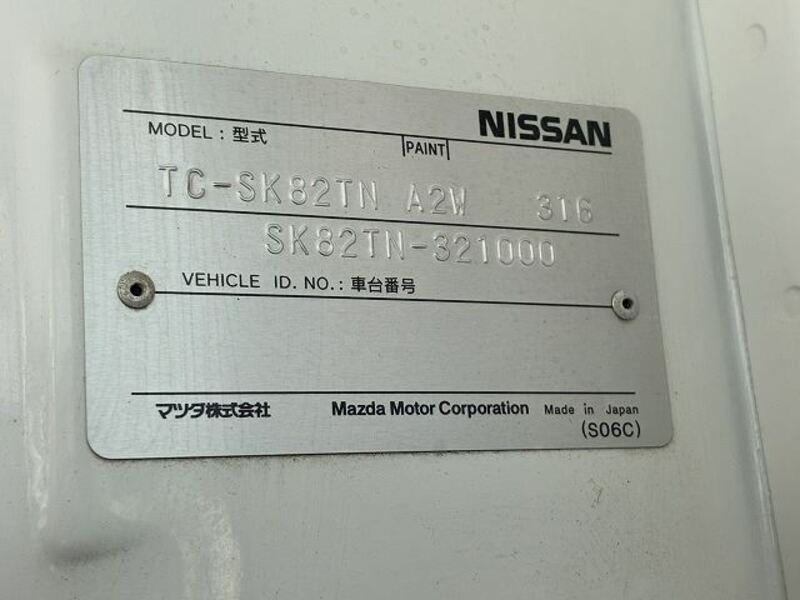 NISSAN
MODEL : 型式 PAINT
TC-SK82TN A2W 316
SK82TN-321000
VEHICLE ID. NO. : 車台番号
マツダ株式会社 Mazda Motor Corporation Made in Japan
(S06C)